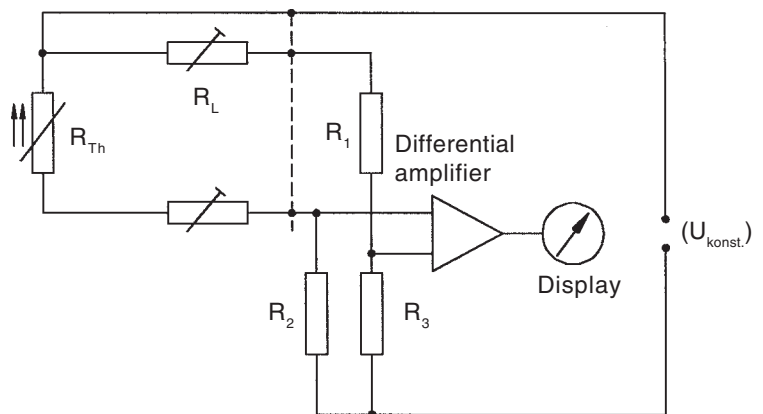 R_L
R_Th
R_1
Differential
amplifier
(U_konst.)
Display
R_2
R_3